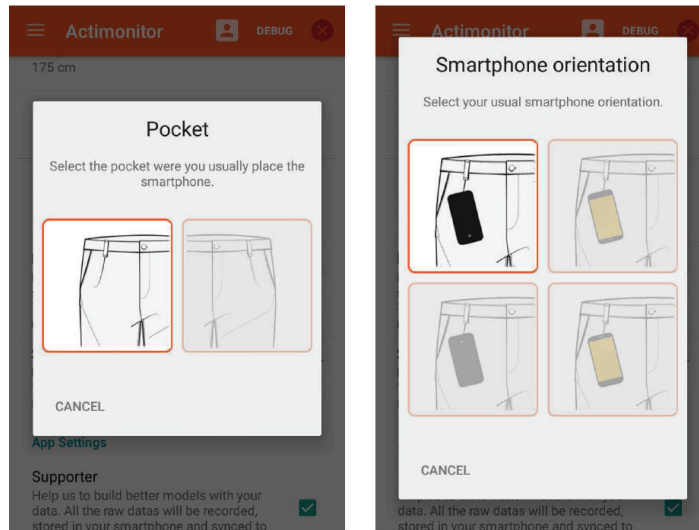 Actimonitor DEBUG
175 cm
Pocket
Select the pocket were you usually place the
smartphone.
CANCEL
App Settings
Supporter
Help us to build better models with your
data. All the raw datas will be recorded,
stored in your smartphone and synced to
Actimonitor DEBUG
Smartphone orientation
Select your usual smartphone orientation.
CANCEL
data. All the raw datas will be recorded,
stored in your smartphone and synced to